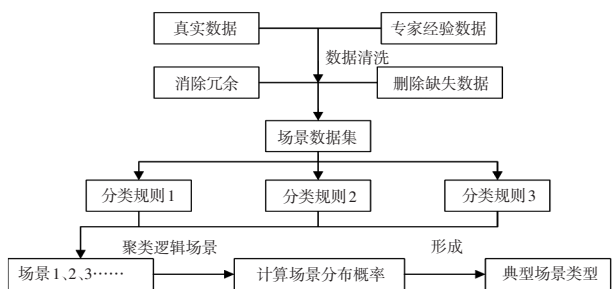 真实数据
专家经验数据
数据清洗
消除冗余
删除缺失数据
场景数据集
分类规则1
分类规则2
分类规则3
聚类逻辑场景
形成
场景1、2、3……
计算场景分布概率
典型场景类型